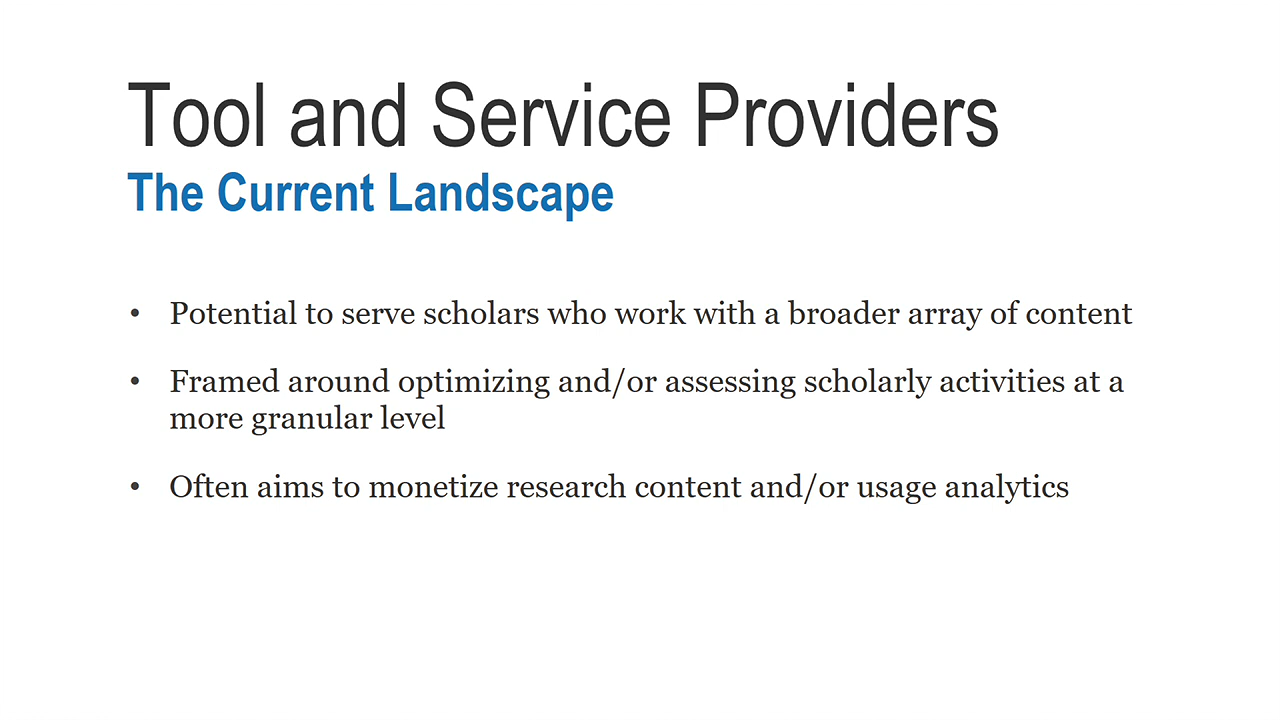 Tool and Service Providers
The Current Landscape
• Potential to serve scholars who work with a broader array of content
• Framed around optimizing and/or assessing scholarly activities at a
more granular level
• Often aims to monetize research content and/or usage analytics